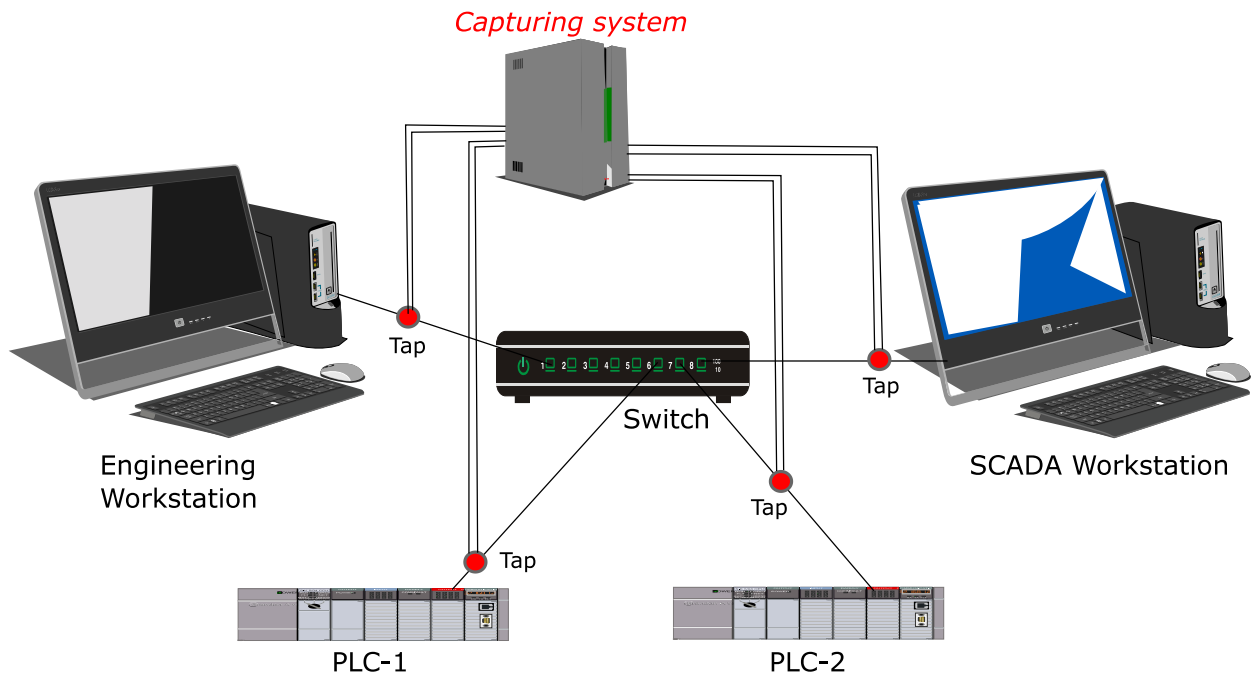 Capturing system
Tap
Tap
1 2 3 4 5 6 7 8 100
10
Switch
Engineering
Workstation
SCADA Workstation
Tap
Tap
PLC-1
PLC-2